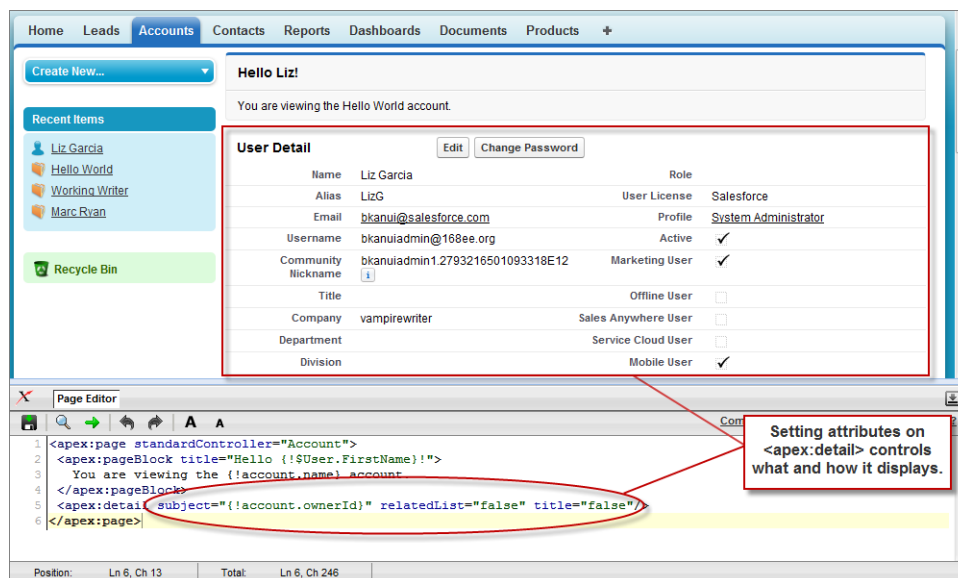 Home Leads Accounts Contacts Reports Dashboards Documents Products +
Create New...
Recent Items
Liz Garcia
Hello World
Working Writer
Marc Ryan
Recycle Bin
Hello Liz!
You are viewing the Hello World account.
User Detail Edit Change Password
Name Liz Garcia Role
Alias LizG User License Salesforce
Email bkanui@salesforce.com Profile System Administrator
Username bkanuiadmin@168ee.org Active
Community Nickname bkanuiadmin1.2793216501093318E12 Marketing User
i
Title Offline User
Company vampirewriter Sales Anywhere User
Department Service Cloud User
Division Mobile User
Page Editor
A A Com
1 <apex:page standardController="Account">
2 <apex:pageBlock title="Hello {!$User.FirstName}!">
3 You are viewing the {!account.name} account.
4 </apex:pageBlock>
5 <apex:detail subject="{!account.ownerId}" relatedList="false" title="false"/>
6 </apex:page>
Setting attributes on
<apex:detail> controls
what and how it displays.
Position: Ln 6, Ch 13 Total: Ln 6, Ch 246